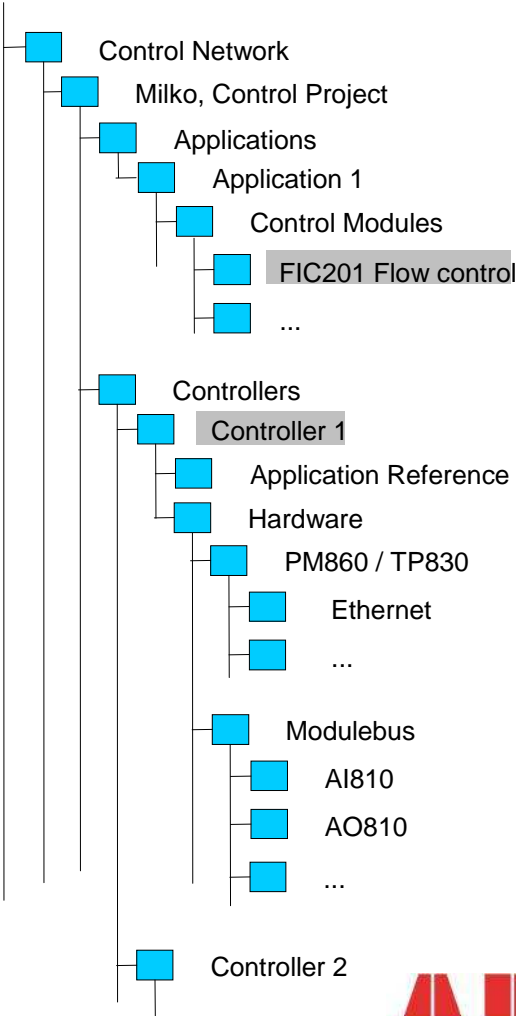 Control Network
Milko, Control Project
Applications
Application 1
Control Modules
FIC201 Flow control
...
Controllers
Controller 1
Application Reference
Hardware
PM860 / TP830
Ethernet
...
Modulebus
AI810
AO810
...
Controller 2